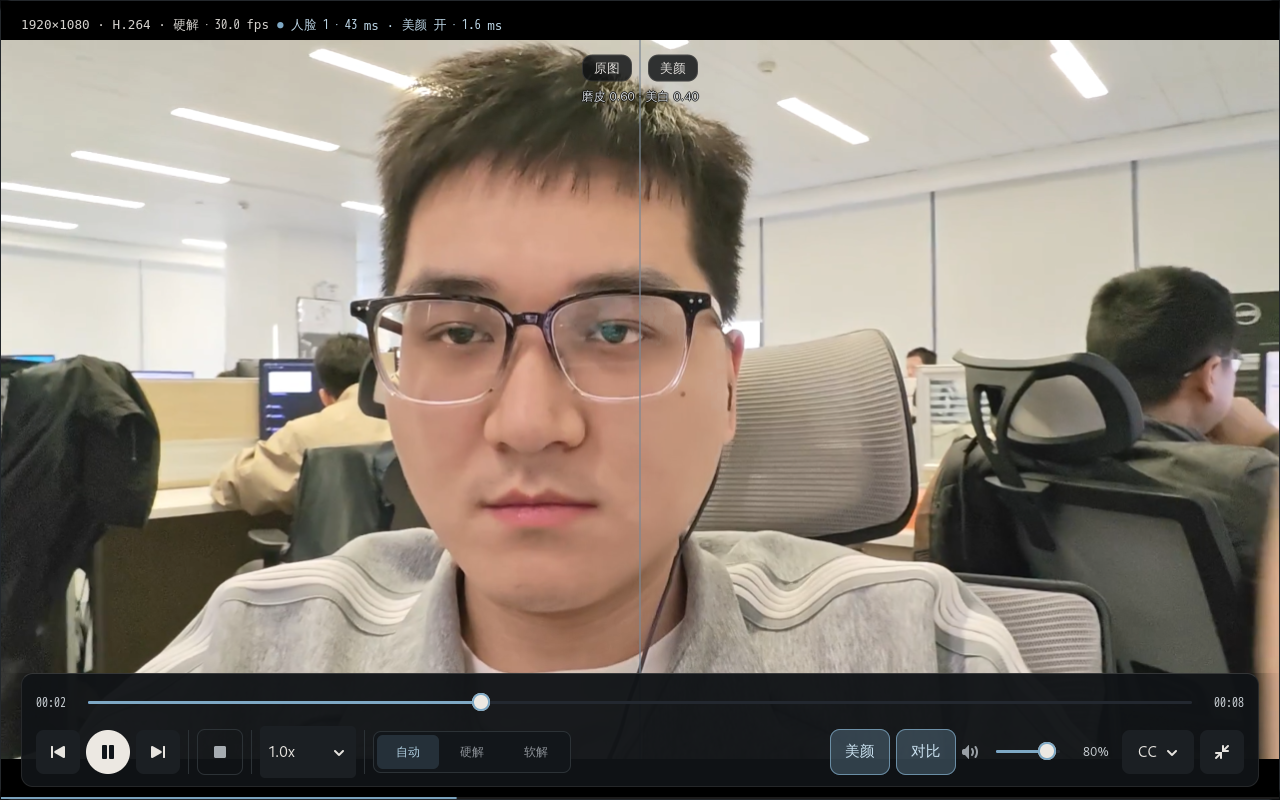 1920×1080 · H.264 · 硬解 · 30.0 fps ● 人脸 1 · 43 ms · 美颜 开 · 1.6 ms
原图 美颜
磨皮 0.60 · 美白 0.40
00:02 00:08
1.0x 自动 硬解 软解 美颜 对比 80% CC